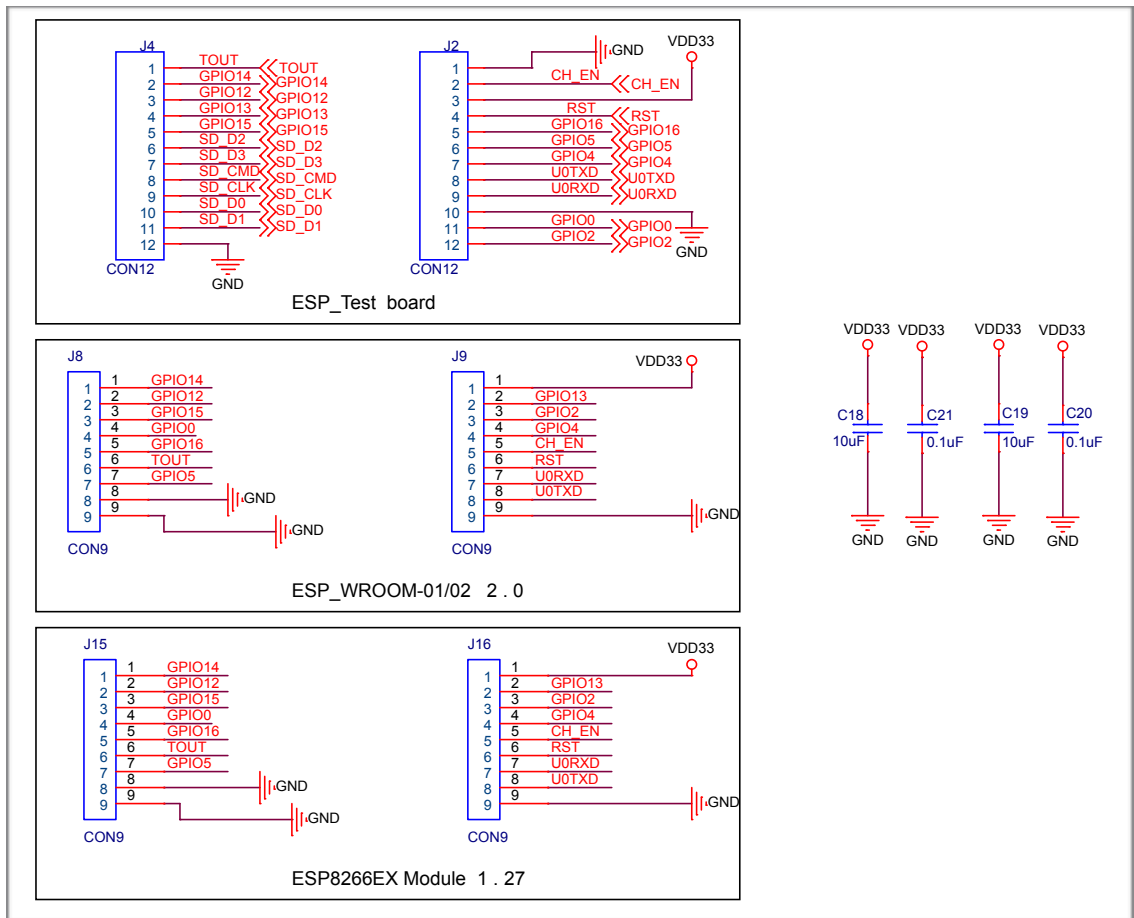 J4
1 TOUT TOUT
2 GPIO14 GPIO14
3 GPIO12 GPIO12
4 GPIO13 GPIO13
5 GPIO15 GPIO15
6 SD_D2 SD_D2
7 SD_D3 SD_D3
8 SD_CMD SD_CMD
9 SD_CLK SD_CLK
10 SD_D0 SD_D0
11 SD_D1 SD_D1
12
GND
CON12
J2
VDD33
1 GND
2 CH_EN CH_EN
3
4 RST RST
5 GPIO16 GPIO16
6 GPIO5 GPIO5
7 GPIO4 GPIO4
8 U0TXD U0TXD
9 U0RXD U0RXD
10
11 GPIO0 GPIO0
12 GPIO2 GPIO2
GND
CON12
ESP_Test board
J8
1 1 GPIO14
2 2 GPIO12
3 3 GPIO15
4 4 GPIO0
5 5 GPIO16
6 6 TOUT
7 7 GPIO5
8 8 GND
9 9 GND
CON9
J9
VDD33
1 1
2 2 GPIO13
3 3 GPIO2
4 4 GPIO4
5 5 CH_EN
6 6 RST
7 7 U0RXD
8 8 U0TXD
9 9 GND
CON9
ESP_WROOM-01/02 2 . 0
J15
1 1 GPIO14
2 2 GPIO12
3 3 GPIO15
4 4 GPIO0
5 5 GPIO16
6 6 TOUT
7 7 GPIO5
8 8 GND
9 9 GND
CON9
J16
VDD33
1 1
2 2 GPIO13
3 3 GPIO2
4 4 GPIO4
5 5 CH_EN
6 6 RST
7 7 U0RXD
8 8 U0TXD
9 9 GND
CON9
ESP8266EX Module 1 . 27
VDD33 VDD33 VDD33 VDD33
C18 C21 C19 C20
10uF 0.1uF 10uF 0.1uF
GND GND GND GND